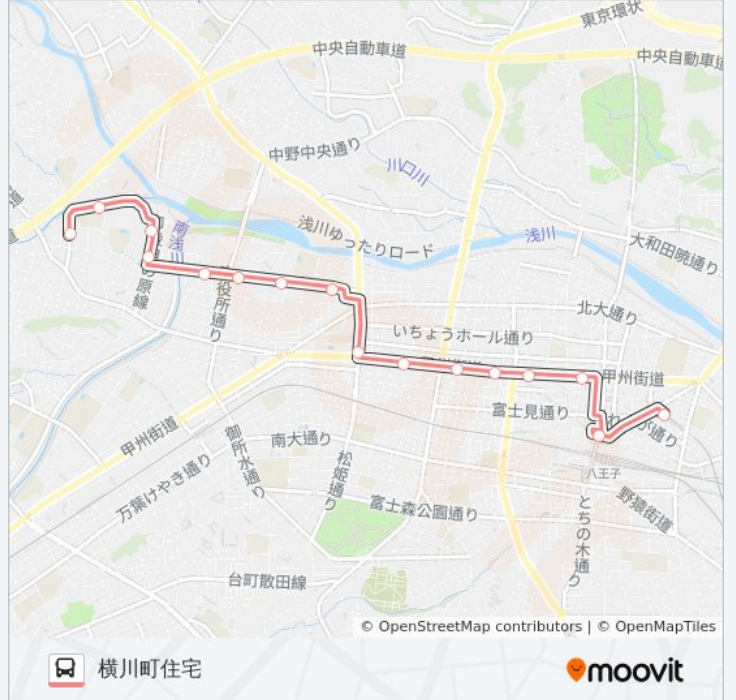 東京環状
中央自動車道
中央自動車道
中野中央通り
川口川
道
道
南浅川
浅川ゆったりロード
浅川
大和田暁通り
の原線
役所通り
北大通り
いちょうホール通り
甲州街道
富士見通り
甲州街道
南大通り
御所水通り
松姫通り
万葉けやき通り
八王子
野猿街道
富士森公園通り
とちの木通り
台町散田線
© OpenStreetMap contributors | © OpenMapTiles
横川町住宅
moovit